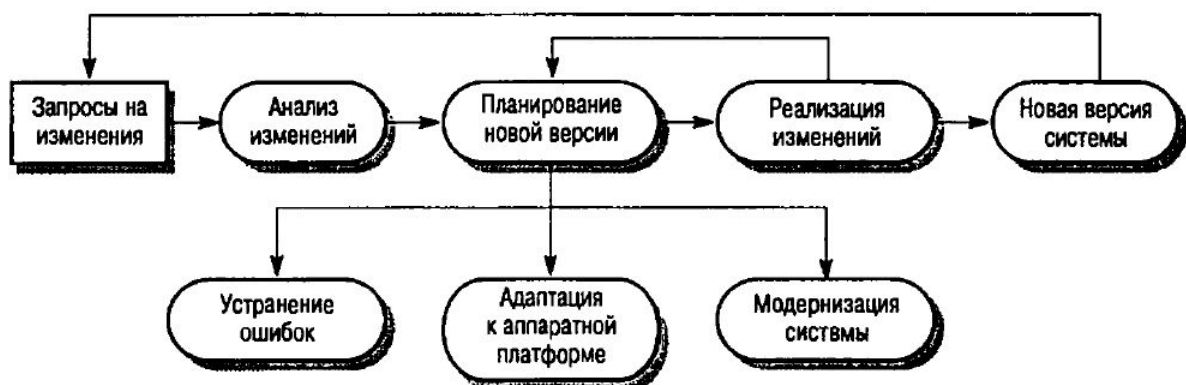 Запросы на
изменения
Анализ
изменений
Планирование
новой версии
Реализация
изменений
Новая версия
системы
Устранение
ошибок
Адаптация
к аппаратной
платформе
Модернизация
систвмы